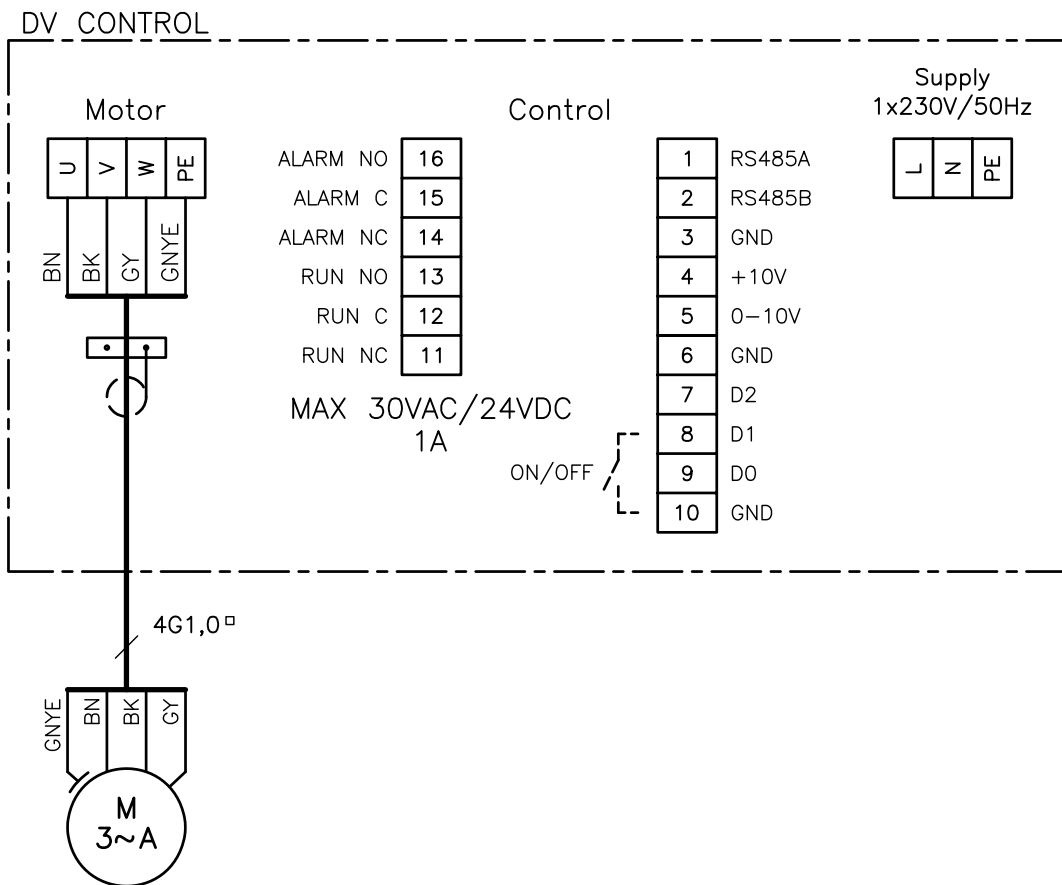 DV CONTROL
Motor
U V W PE
BN BK GY GNYE
Control
ALARM NO 16
ALARM C 15
ALARM NC 14
RUN NO 13
RUN C 12
RUN NC 11
MAX 30VAC/24VDC
1A
1 RS485A
2 RS485B
3 GND
4 +10V
5 0-10V
6 GND
7 D2
8 D1
9 D0
10 GND
ON/OFF
Supply
1x230V/50Hz
L N PE
4G1,0□
GNYE BN BK GY
M
3~A